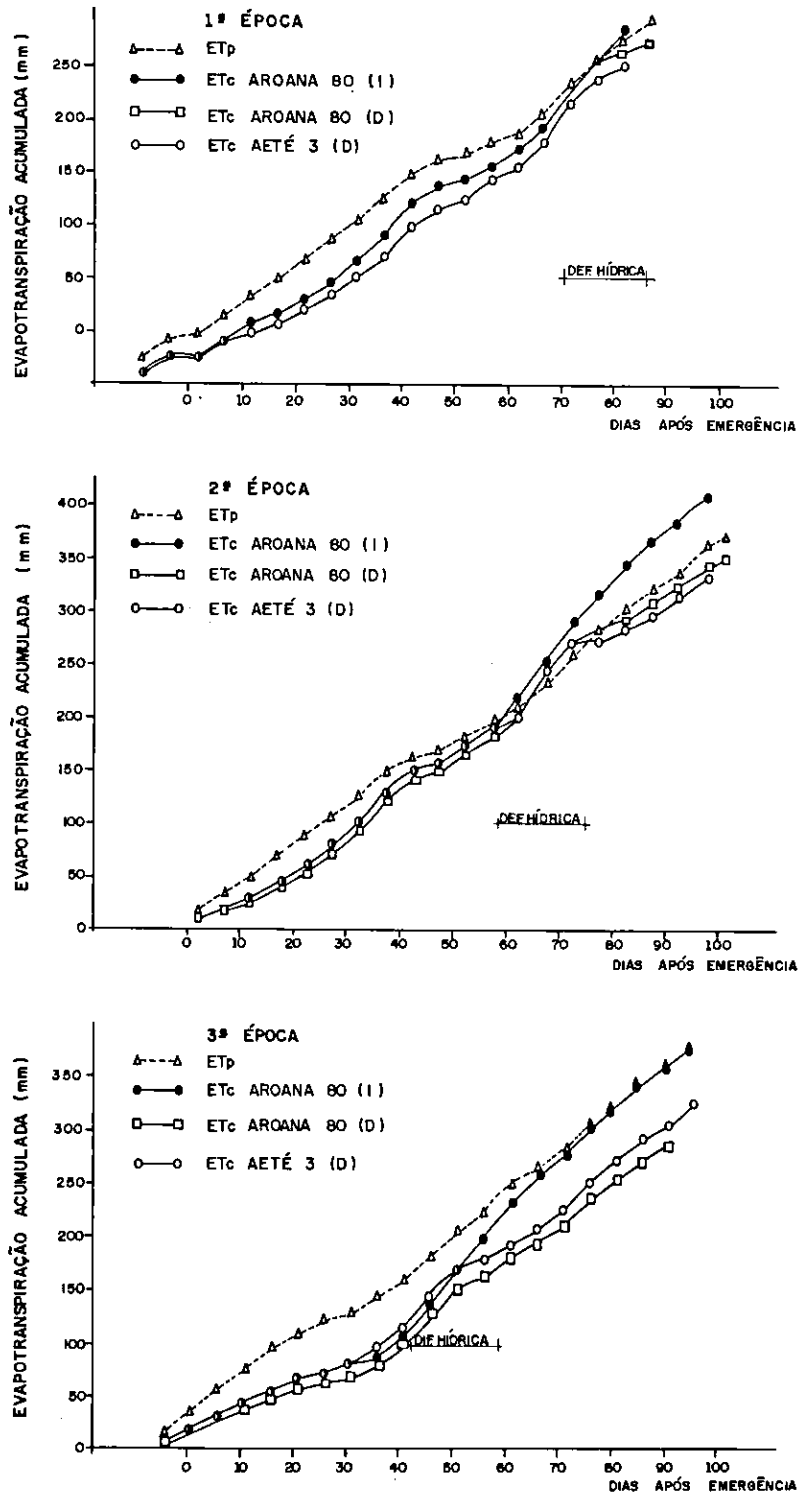 1ª ÉPOCA
ETp
ETc AROANA 80 (I)
ETc AROANA 80 (D)
ETc AETÉ 3 (D)
EVAPOTRANSPIRAÇÃO ACUMULADA (mm)
250
200
150
100
50
0
DEF. HÍDRICA
0 10 20 30 40 50 60 70 80 90 100
DIAS APÓS EMERGÊNCIA
2ª ÉPOCA
ETp
ETc AROANA 80 (I)
ETc AROANA 80 (D)
ETc AETÉ 3 (D)
EVAPOTRANSPIRAÇÃO ACUMULADA (mm)
400
350
300
250
200
150
100
50
0
DEF. HÍDRICA
0 10 20 30 40 50 60 70 80 90 100
DIAS APÓS EMERGÊNCIA
3ª ÉPOCA
ETp
ETc AROANA 80 (I)
ETc AROANA 80 (D)
ETc AETÉ 3 (D)
EVAPOTRANSPIRAÇÃO ACUMULADA (mm)
350
300
250
200
150
100
50
0
DEF. HÍDRICA
0 10 20 30 40 50 60 70 80 90 100
DIAS APÓS EMERGÊNCIA